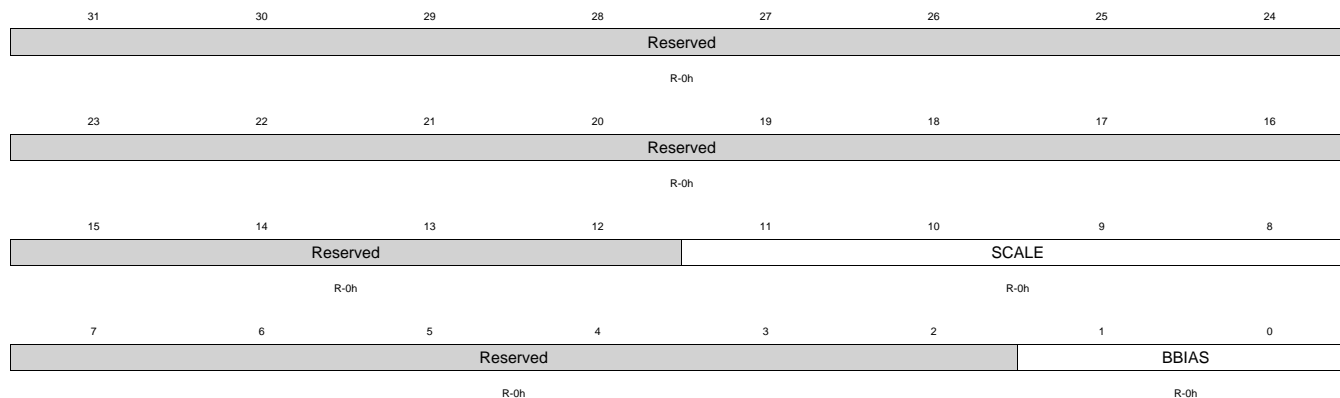 31 30 29 28 27 26 25 24
Reserved
R-0h
23 22 21 20 19 18 17 16
Reserved
R-0h
15 14 13 12 11 10 9 8
Reserved SCALE
R-0h R-0h
7 6 5 4 3 2 1 0
Reserved BBIAS
R-0h R-0h